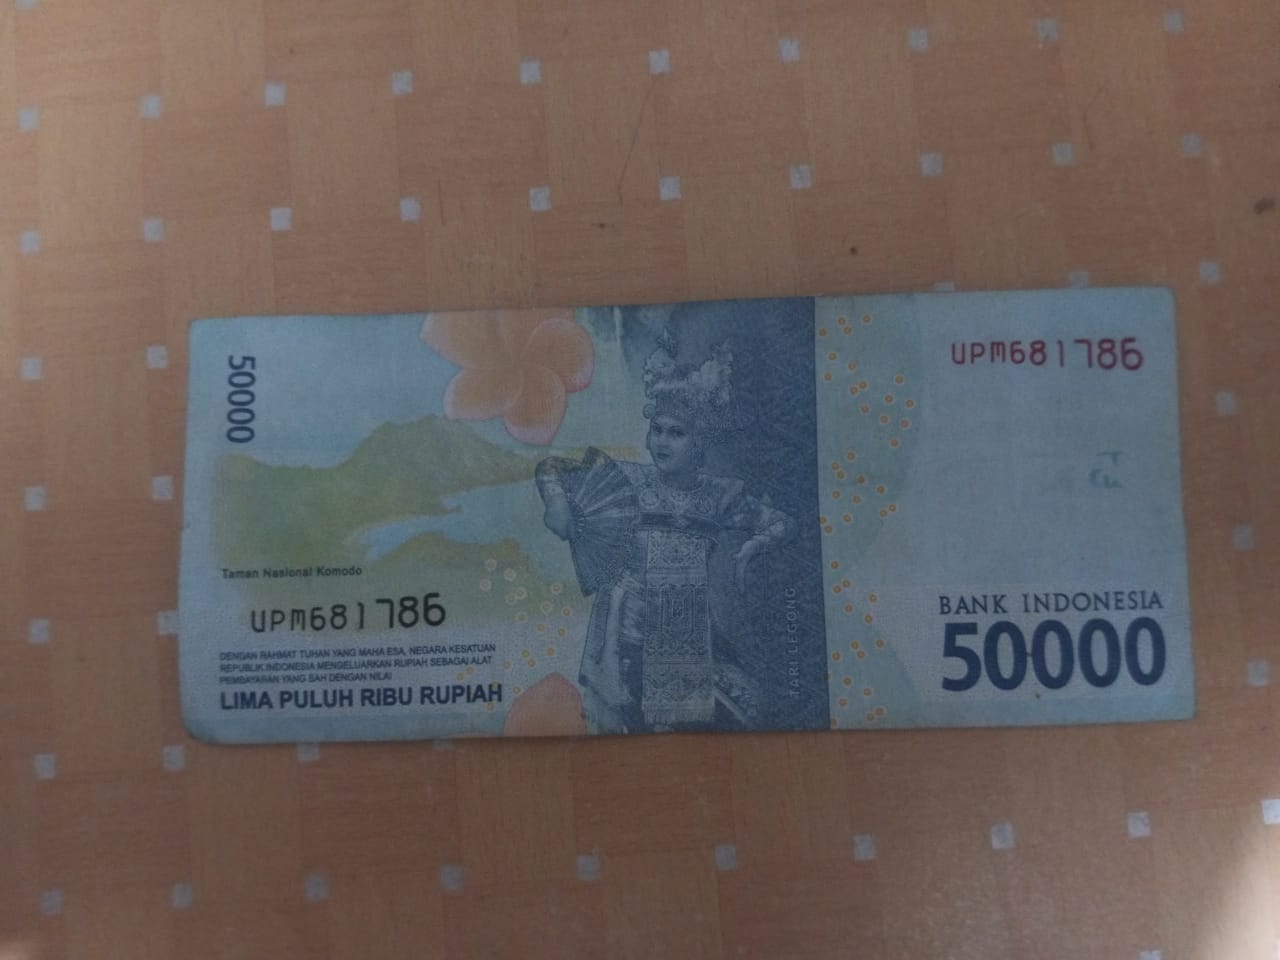 50000
UPM681786
Taman Nasional Komodo
UPM681786
DENGAN RAHMAT TUHAN YANG MAHA ESA, NEGARA KESATUAN
REPUBLIK INDONESIA MENGELUARKAN RUPIAH SEBAGAI ALAT
PEMBAYARAN YANG SAH DENGAN NILAI
LIMA PULUH RIBU RUPIAH
TARI LEGONG
BANK INDONESIA
50000